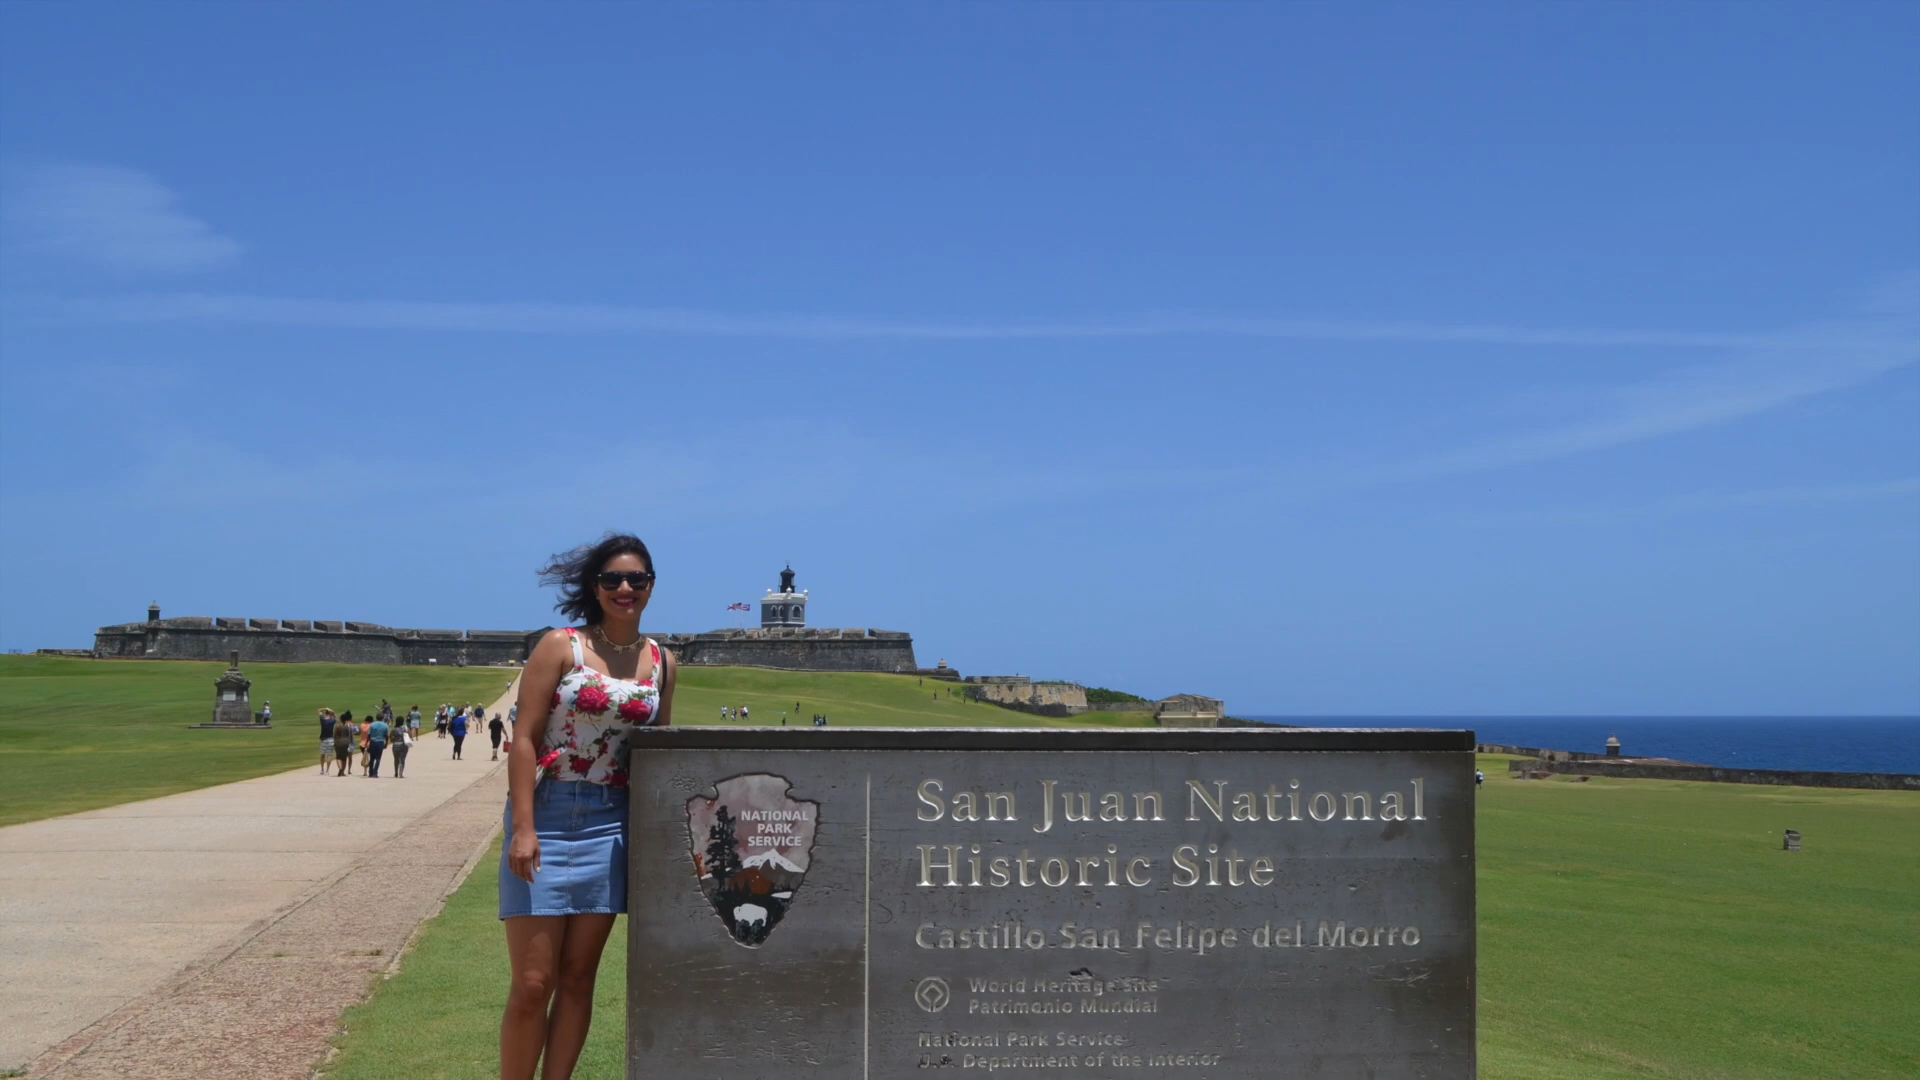 NATIONAL
PARK
SERVICE
San Juan National
Historic Site
Castillo San Felipe del Morro
World Heritage Site
Patrimonio Mundial
National Park Service
U.S. Department of the Interior